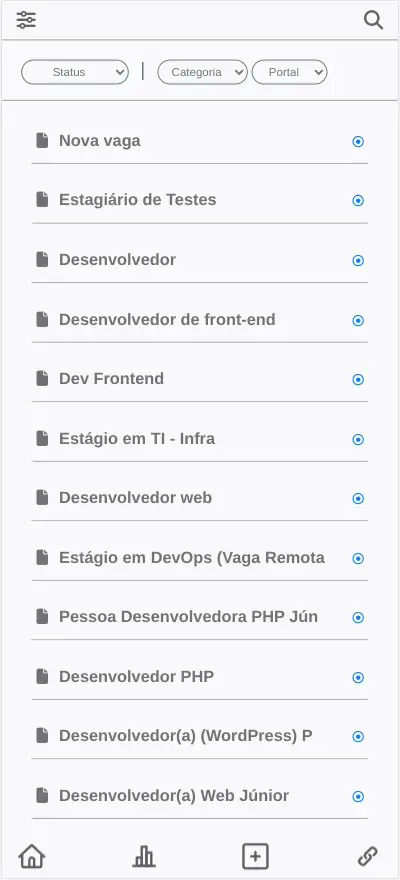 Status | Categoria Portal
Nova vaga
Estagiário de Testes
Desenvolvedor
Desenvolvedor de front-end
Dev Frontend
Estágio em TI - Infra
Desenvolvedor web
Estágio em DevOps (Vaga Remota
Pessoa Desenvolvedora PHP Jún
Desenvolvedor PHP
Desenvolvedor(a) (WordPress) P
Desenvolvedor(a) Web Júnior